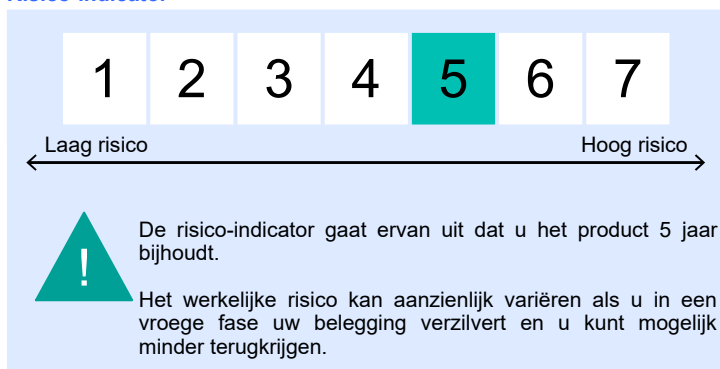 1 2 3 4 5 6 7
Laag risico Hoog risico
!
De risico-indicator gaat ervan uit dat u het product 5 jaar
bijhoudt.
Het werkelijke risico kan aanzienlijk variëren als u in een
vroege fase uw belegging verzilvert en u kunt mogelijk
minder terugkrijgen.